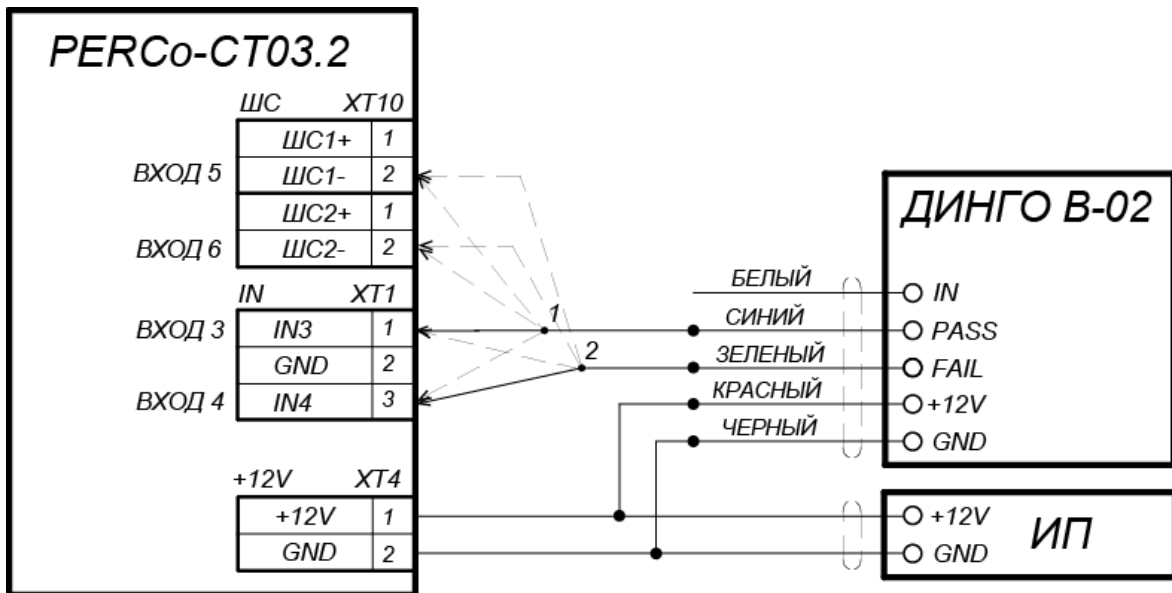 PERCo-CT03.2
ШС XT10
ШС1+ 1
ВХОД 5 ШС1- 2
ШС2+ 1
ВХОД 6 ШС2- 2
IN XT1
ВХОД 3 IN3 1
GND 2
ВХОД 4 IN4 3
+12V XT4
+12V 1
GND 2
1
2
БЕЛЫЙ
СИНИЙ
ЗЕЛЕНЫЙ
КРАСНЫЙ
ЧЕРНЫЙ
ДИНГО В-02
IN
PASS
FAIL
+12V
GND
+12V
GND
ИП